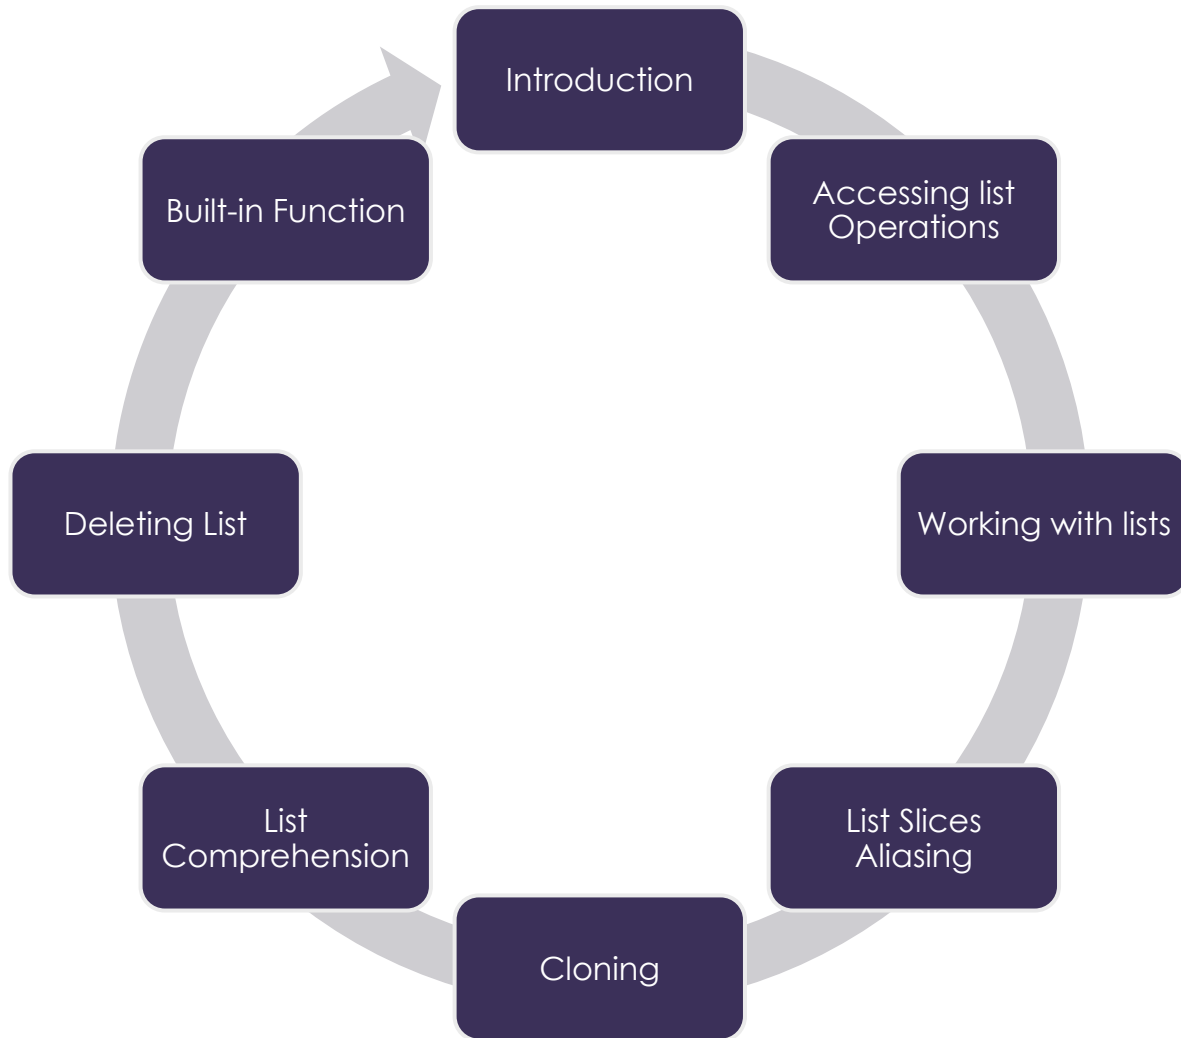 Introduction
Accessing list
Operations
Working with lists
List Slices
Aliasing
Cloning
List
Comprehension
Deleting List
Built-in Function